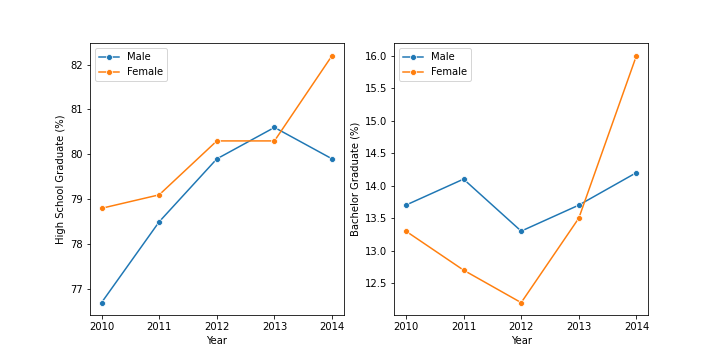 Male
Female
82
81
80
79
78
77
High School Graduate (%)
2010 2011 2012 2013 2014
Year
Male
Female
16.0
15.5
15.0
14.5
14.0
13.5
13.0
12.5
Bachelor Graduate (%)
2010 2011 2012 2013 2014
Year